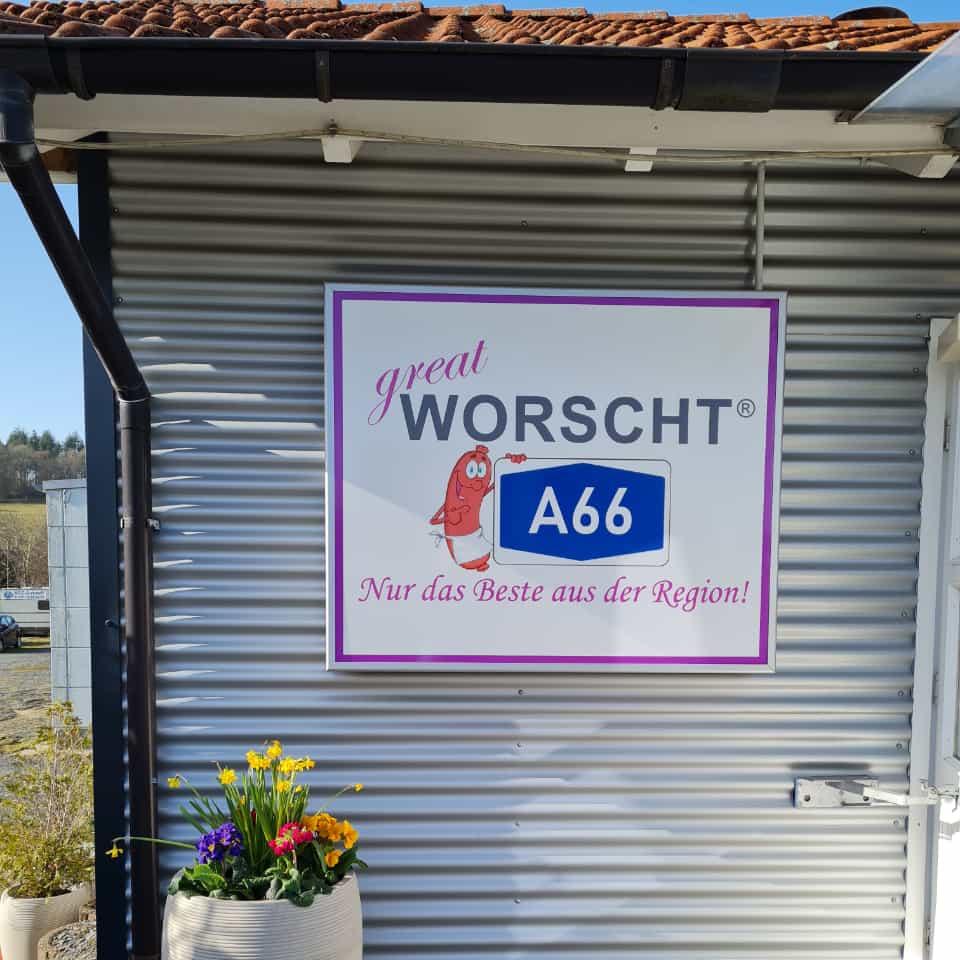 great
WORSCHT®
A66
Nur das Beste aus der Region!